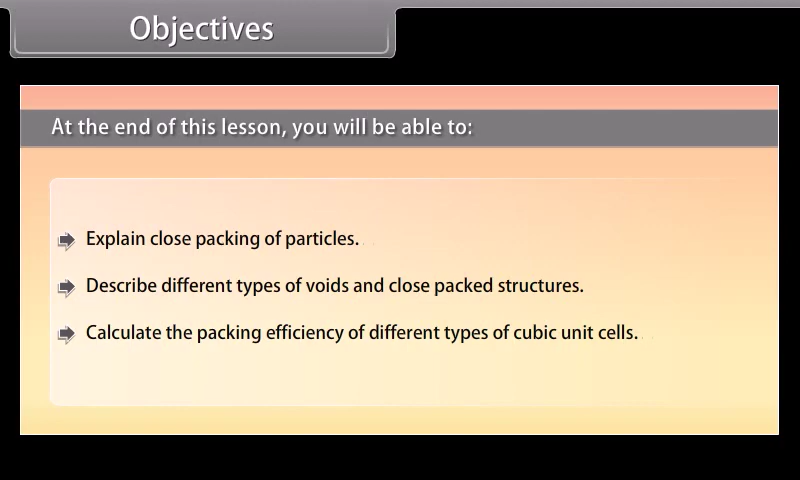 Objectives
At the end of this lesson, you will be able to:
Explain close packing of particles.
Describe different types of voids and close packed structures.
Calculate the packing efficiency of different types of cubic unit cells.